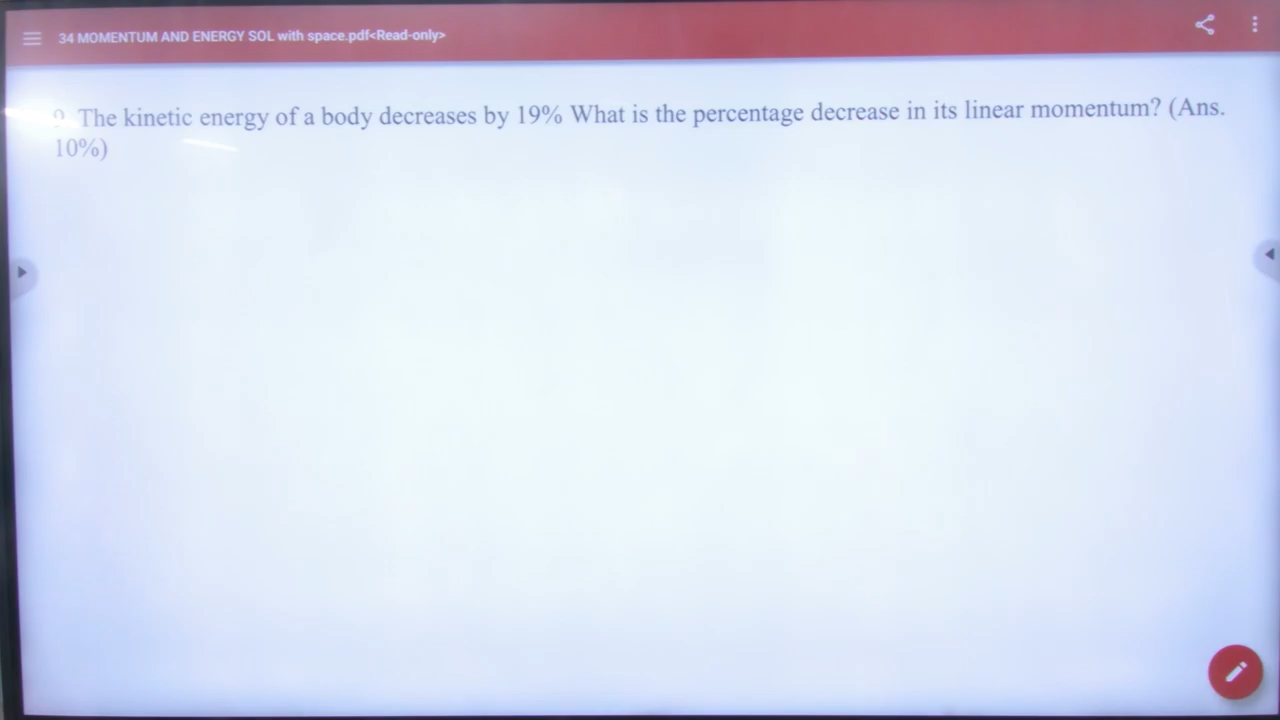 34 MOMENTUM AND ENERGY SOL with space.pdf<Read-only>
9. The kinetic energy of a body decreases by 19% What is the percentage decrease in its linear momentum? (Ans.
10%)